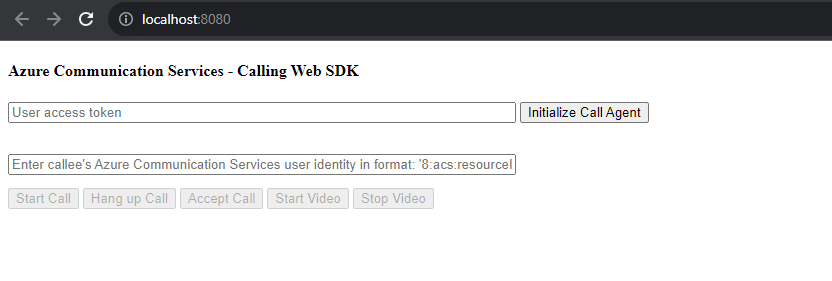 localhost:8080
Azure Communication Services - Calling Web SDK
User access token Initialize Call Agent
Enter callee's Azure Communication Services user identity in format: '8:acs:resourceI
Start Call Hang up Call Accept Call Start Video Stop Video